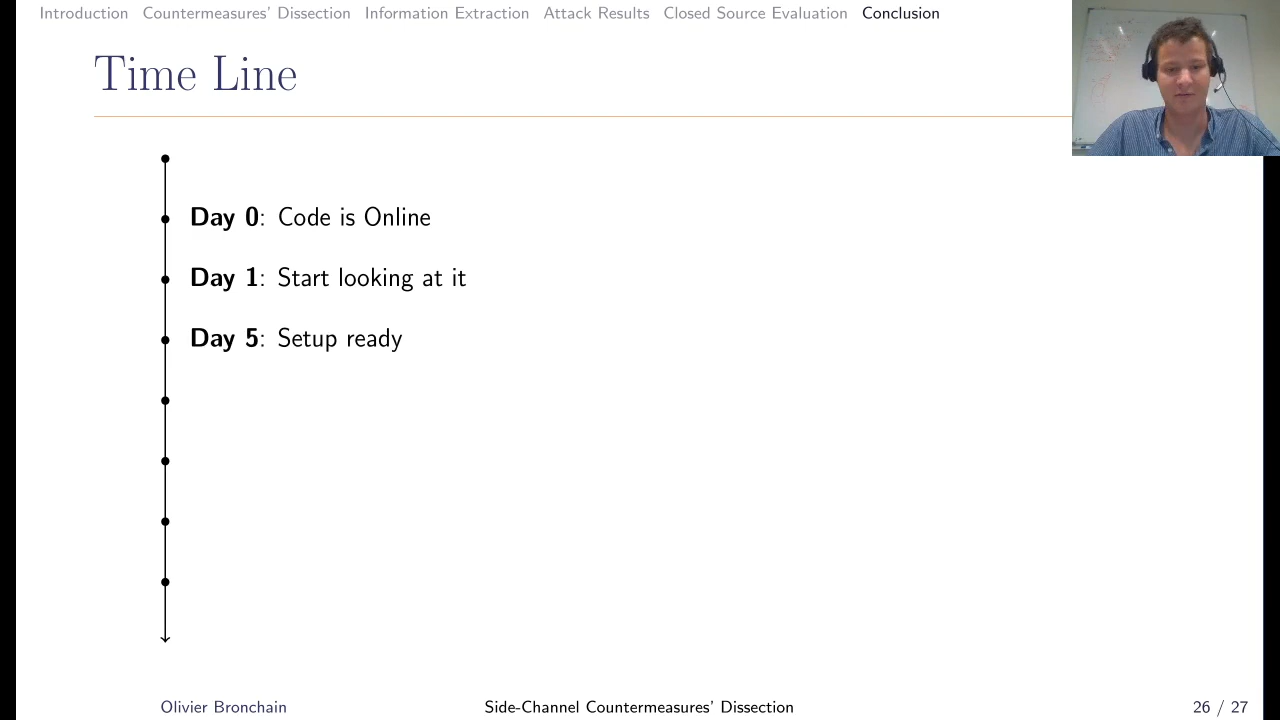 Introduction Countermeasures' Dissection Information Extraction Attack Results Closed Source Evaluation Conclusion
Time Line
Day 0: Code is Online
Day 1: Start looking at it
Day 5: Setup ready
Olivier Bronchain Side-Channel Countermeasures' Dissection 26 / 27